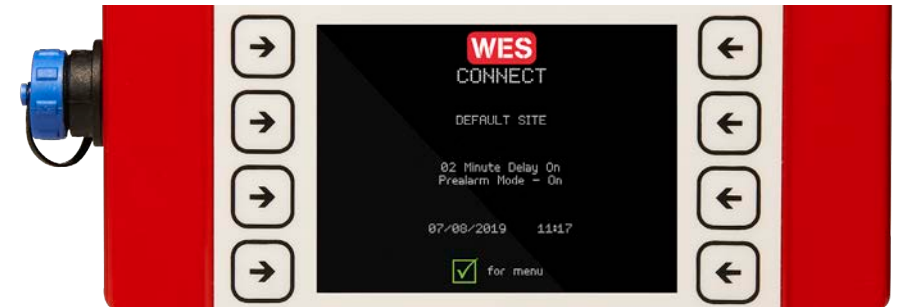 WES
CONNECT
DEFAULT SITE
02 Minute Delay On
Prealarm Mode - On
07/08/2019 11:17
for menu